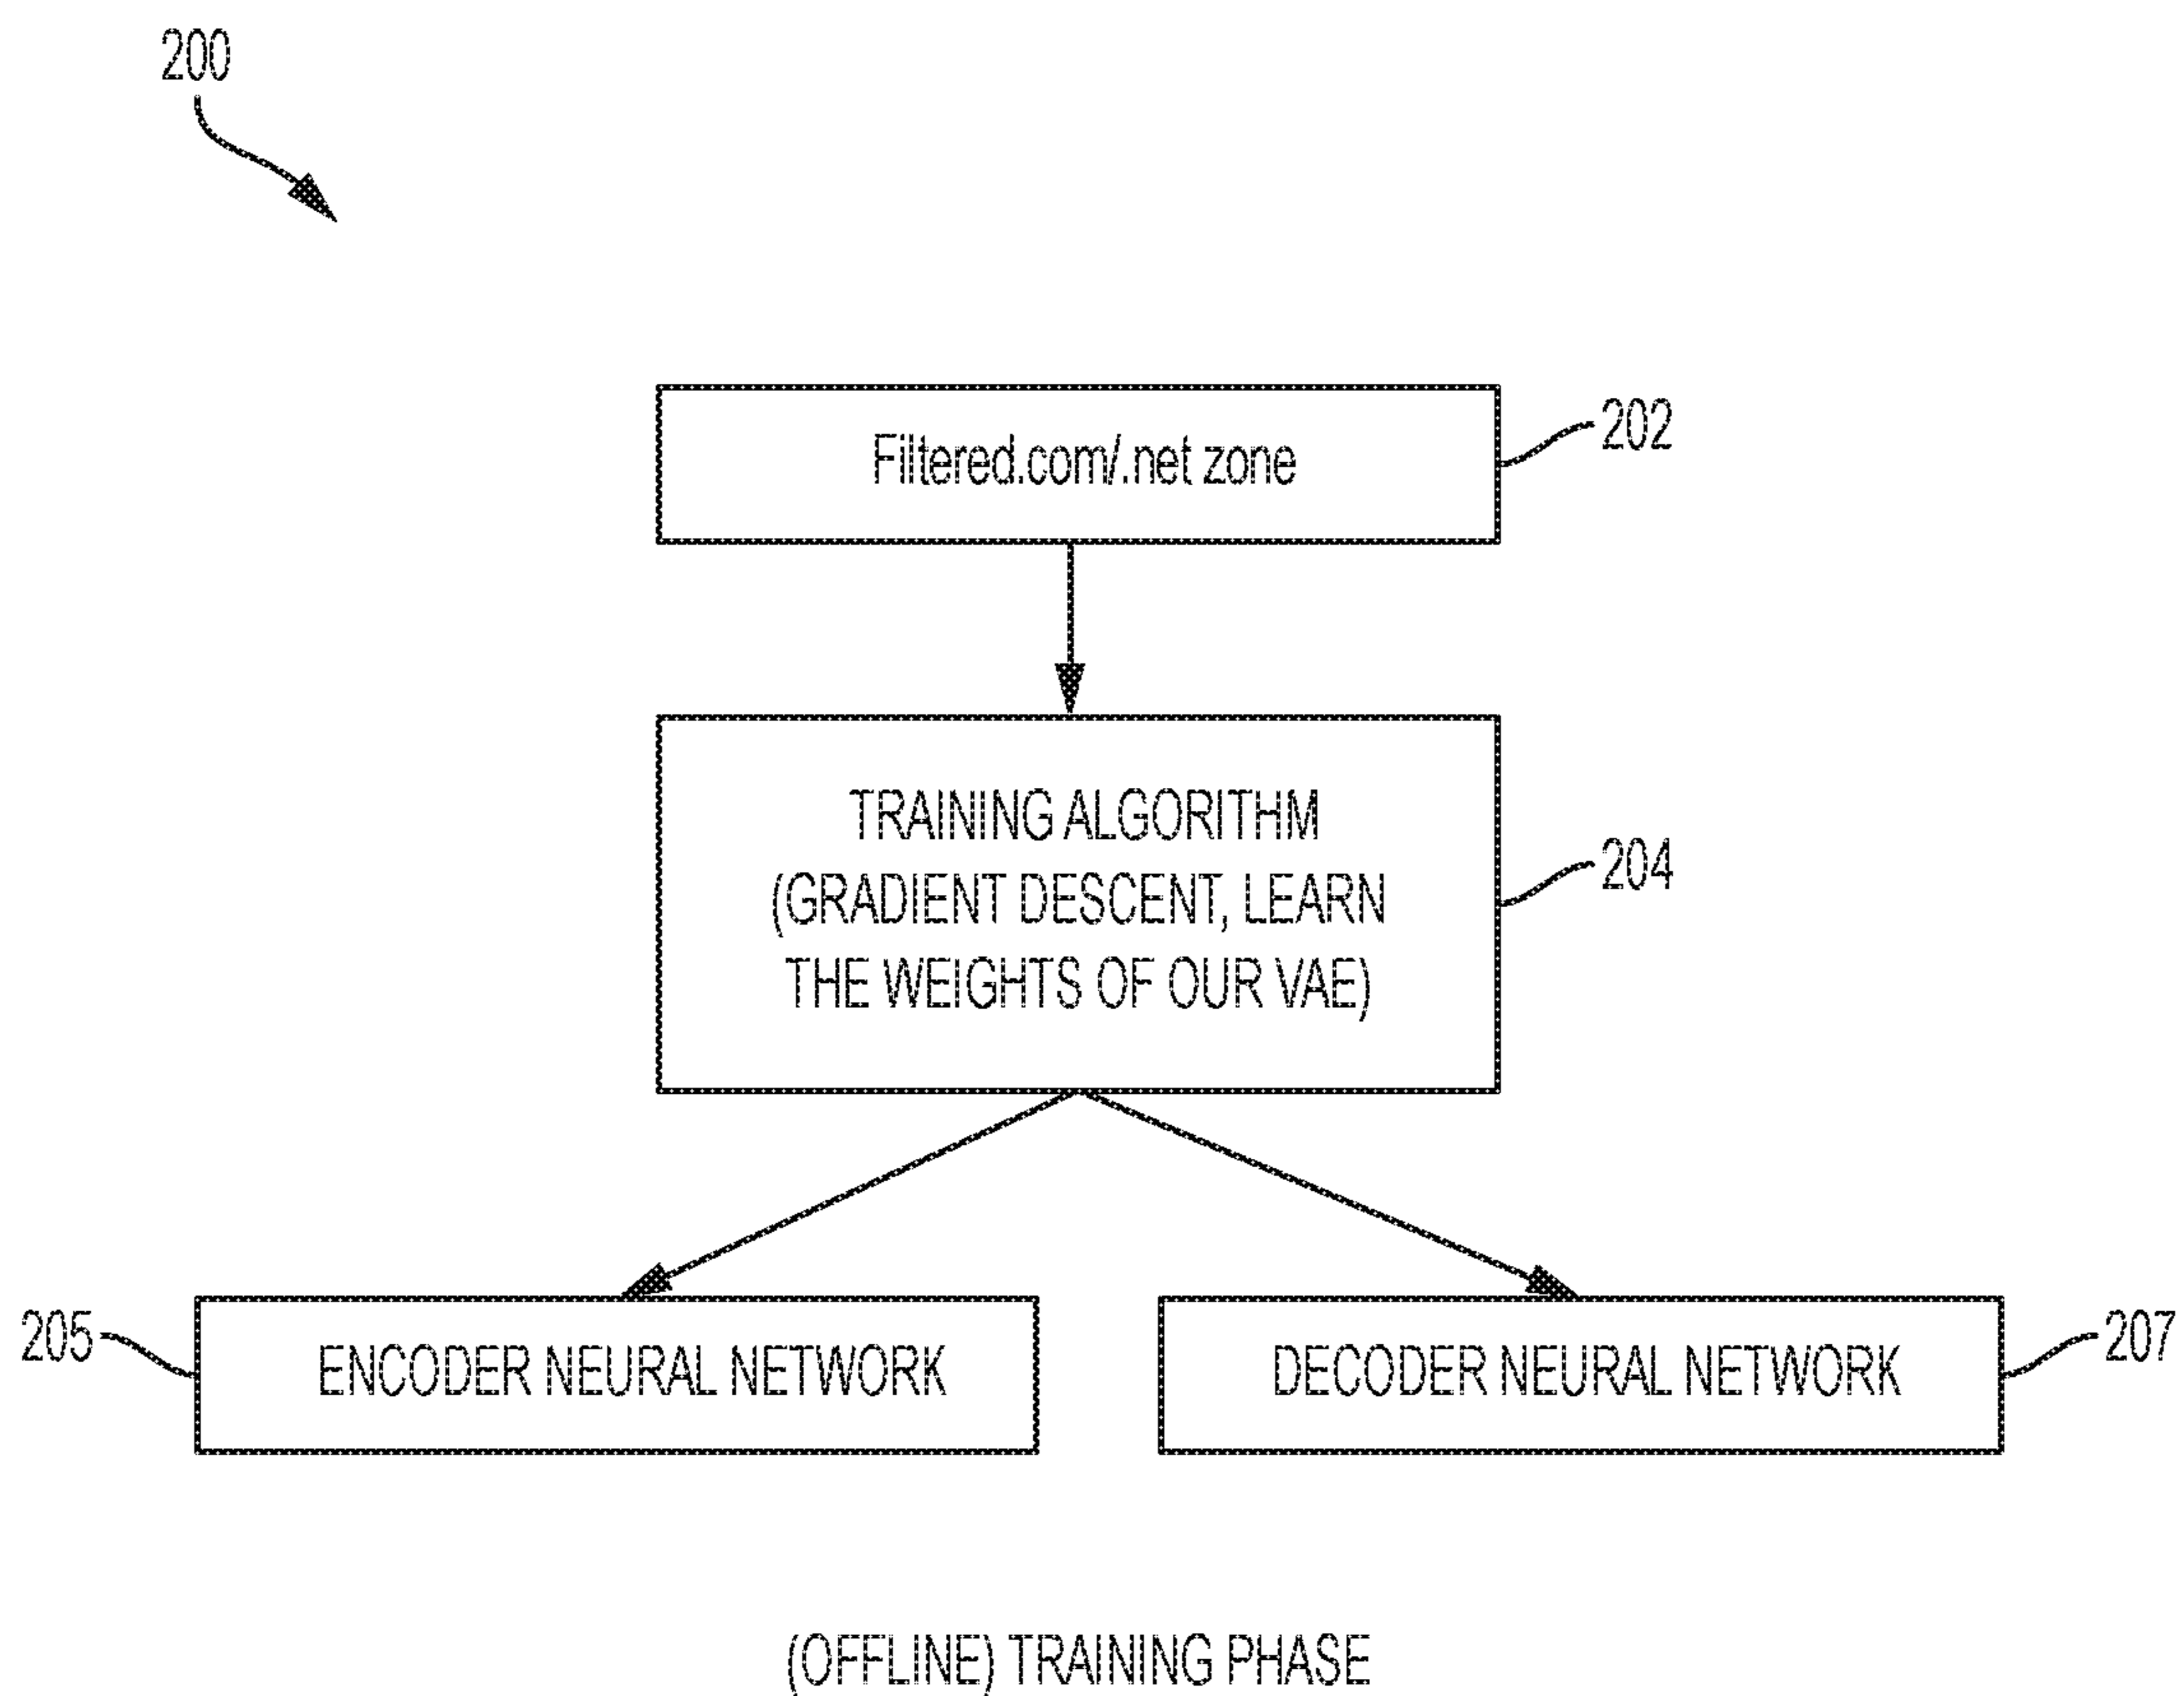 200
Filtered.com/.net zone
202
TRAINING ALGORITHM
(GRADIENT DESCENT, LEARN
THE WEIGHTS OF OUR VAE)
204
205
ENCODER NEURAL NETWORK
DECODER NEURAL NETWORK
207
(OFFLINE) TRAINING PHASE